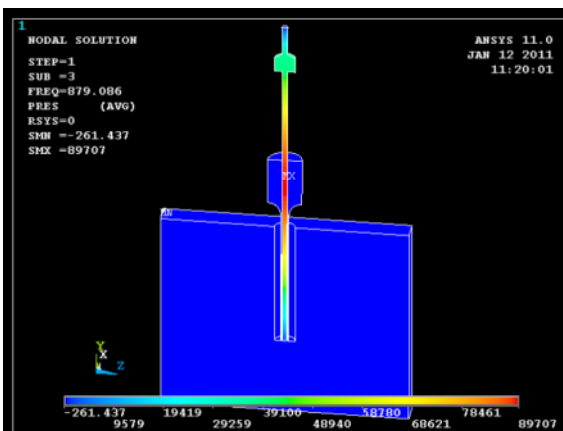 1
NODAL SOLUTION
STEP=1
SUB =3
FREQ=879.086
PRES (AVG)
RSYS=0
SMN =-261.437
SMX =89707
ANSYS 11.0
JAN 12 2011
11:20:01
MX
MN
Y
X
Z
-261.437 19419 39100 58780 78461
9579 29259 48940 68621 89707